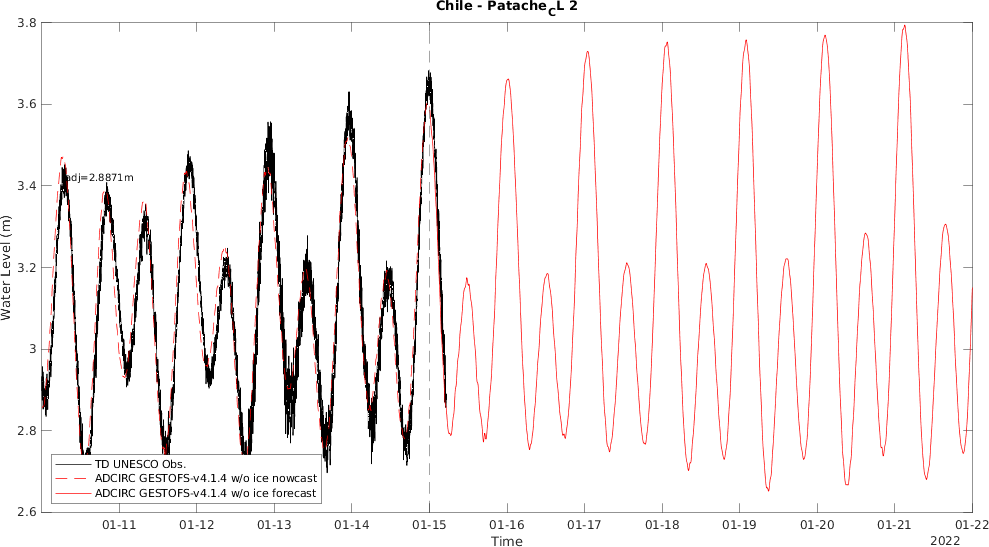 Chile - Patache_CL 2
Water Level (m)
3.8
3.6
3.4
3.2
3
2.8
2.6
adj=2.8871m
TD UNESCO Obs.
ADCIRC GESTOFS-v4.1.4 w/o ice nowcast
ADCIRC GESTOFS-v4.1.4 w/o ice forecast
01-11 01-12 01-13 01-14 01-15 01-16 01-17 01-18 01-19 01-20 01-21 01-22
Time
2022